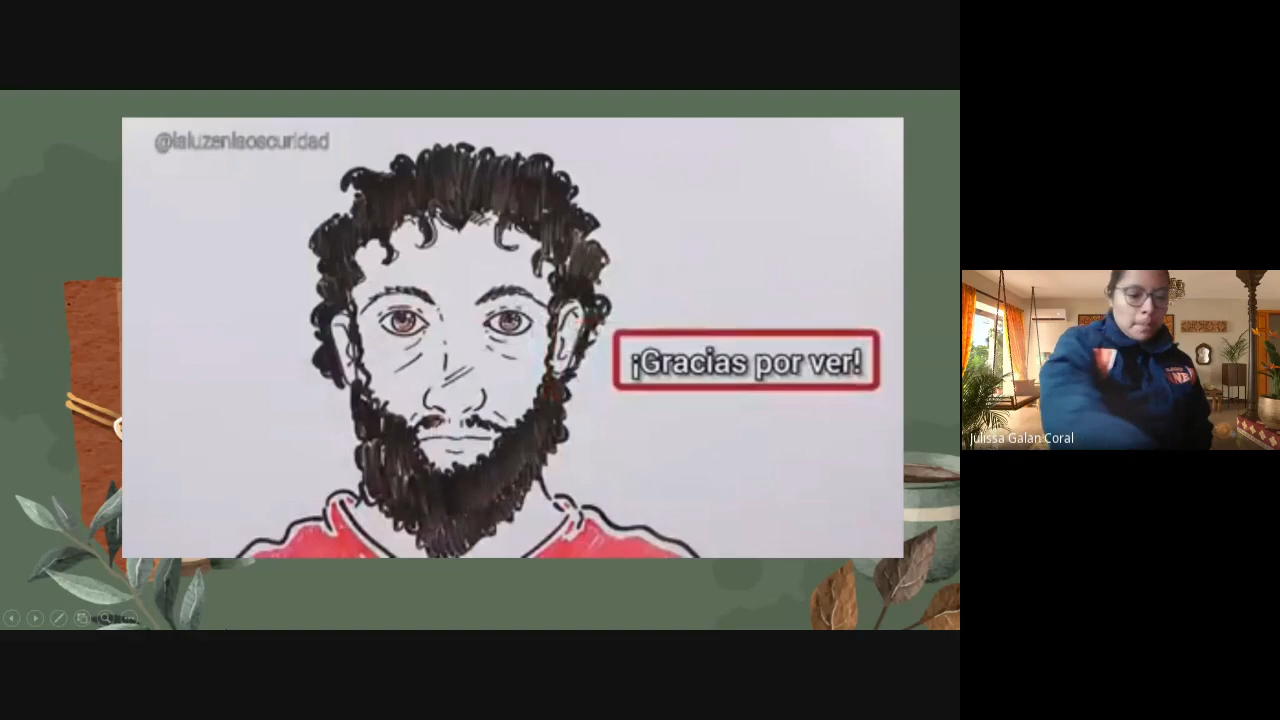 @laluzenlaoscuridad
¡Gracias por ver!
Julissa Galan Coral